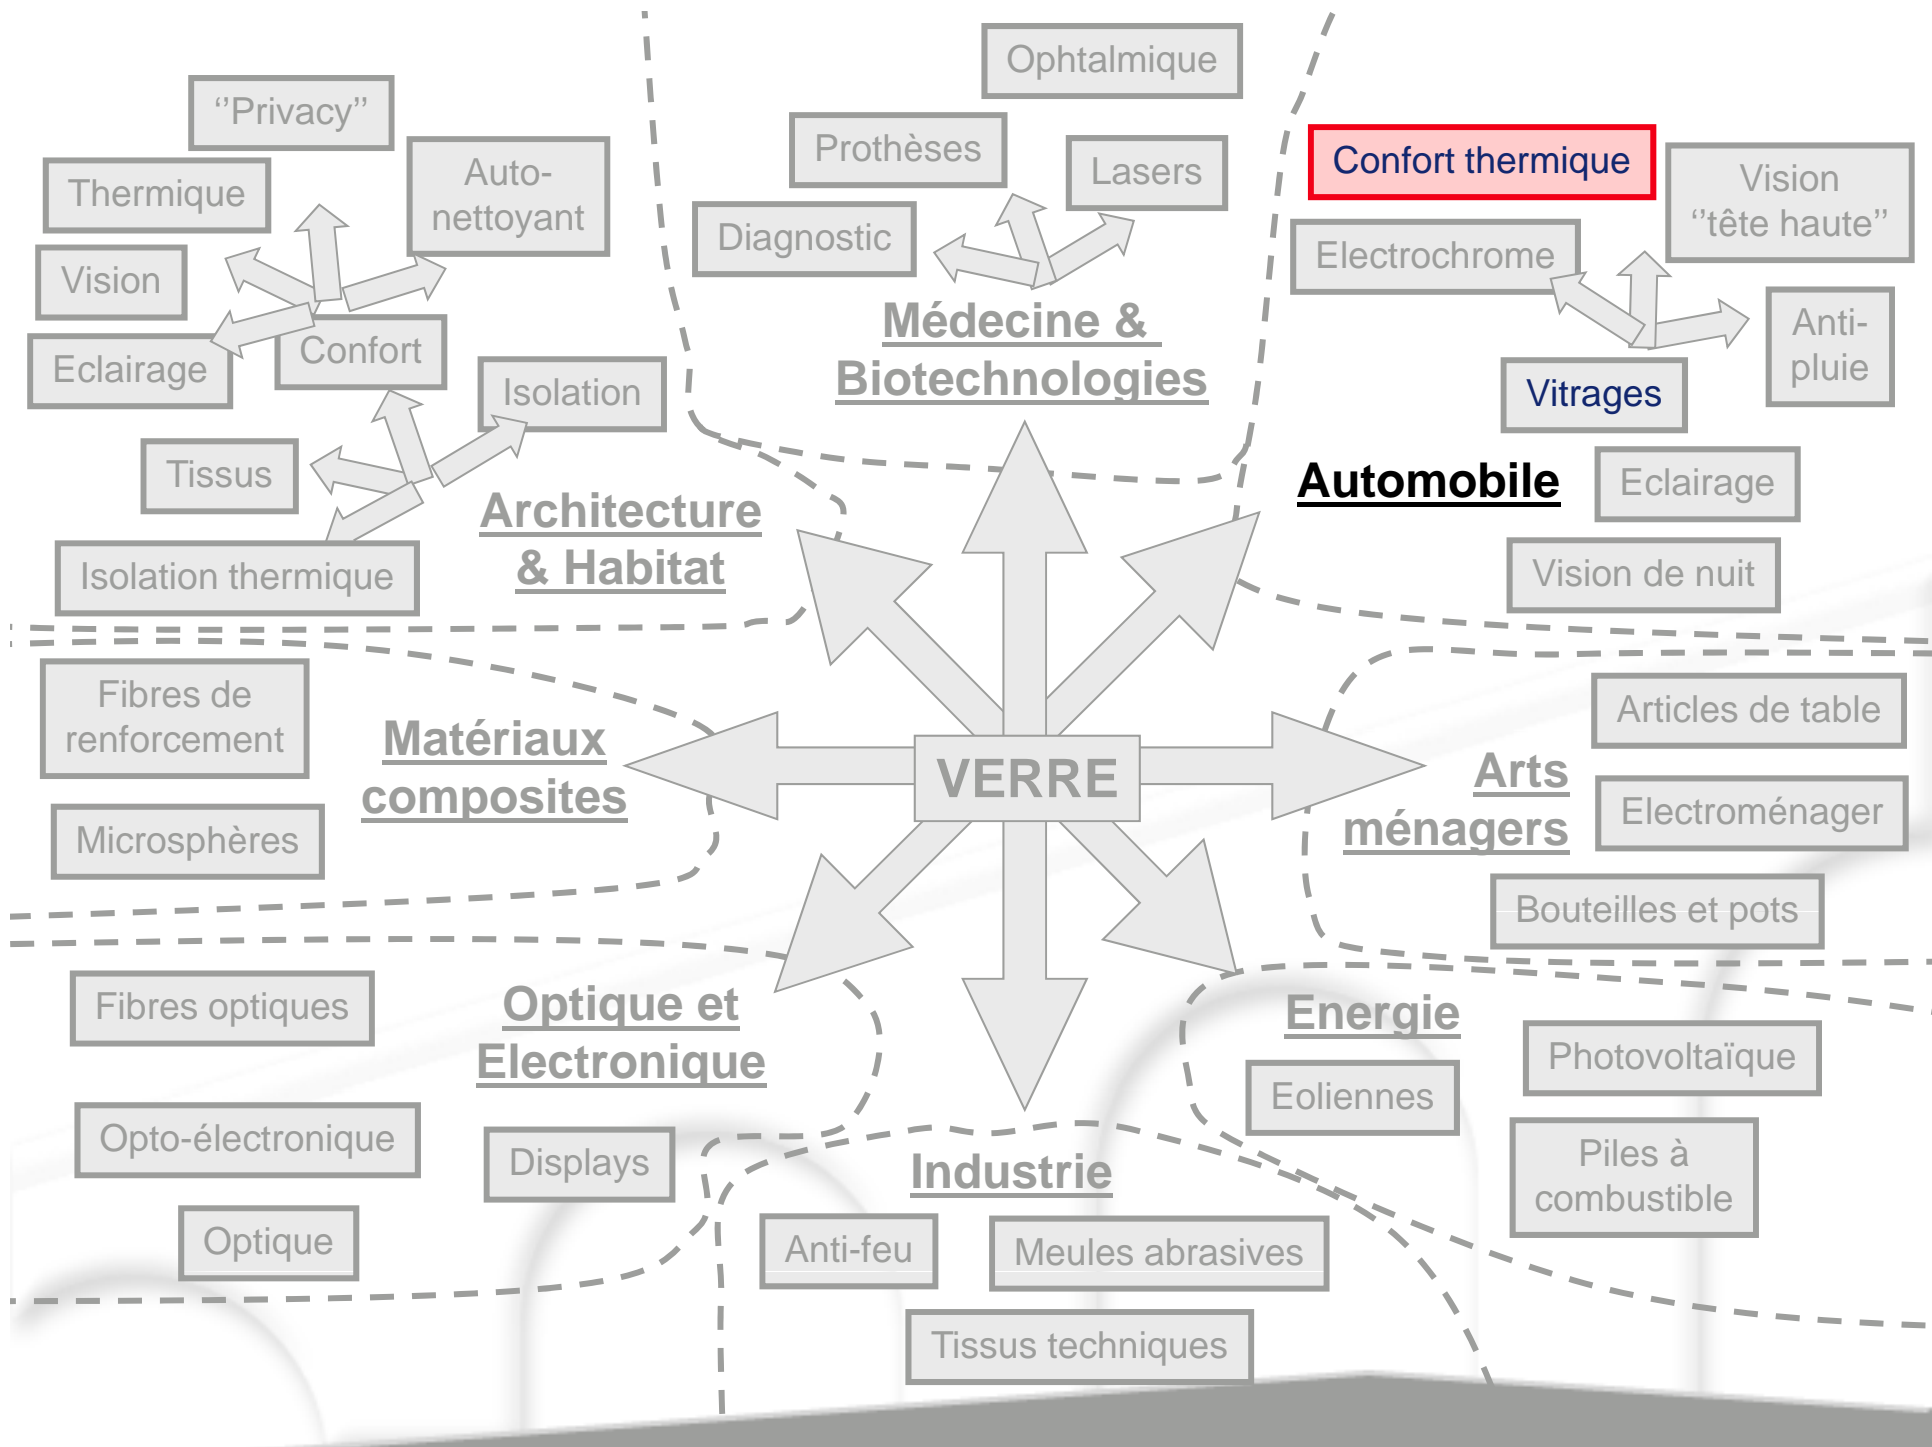 ‘’Privacy’’
Thermique
Auto-
nettoyant
Vision
Eclairage
Confort
Isolation
Tissus
Isolation thermique
Architecture
& Habitat
Ophtalmique
Prothèses
Lasers
Diagnostic
Médecine &
Biotechnologies
Confort thermique
Vision
‘’tête haute’’
Electrochrome
Anti-
pluie
Vitrages
Automobile
Eclairage
Vision de nuit
Fibres de
renforcement
Matériaux
composites
Microsphères
VERRE
Articles de table
Arts
ménagers
Electroménager
Bouteilles et pots
Fibres optiques
Optique et
Electronique
Opto-électronique
Displays
Optique
Energie
Photovoltaïque
Eoliennes
Piles à
combustible
Industrie
Anti-feu
Meules abrasives
Tissus techniques